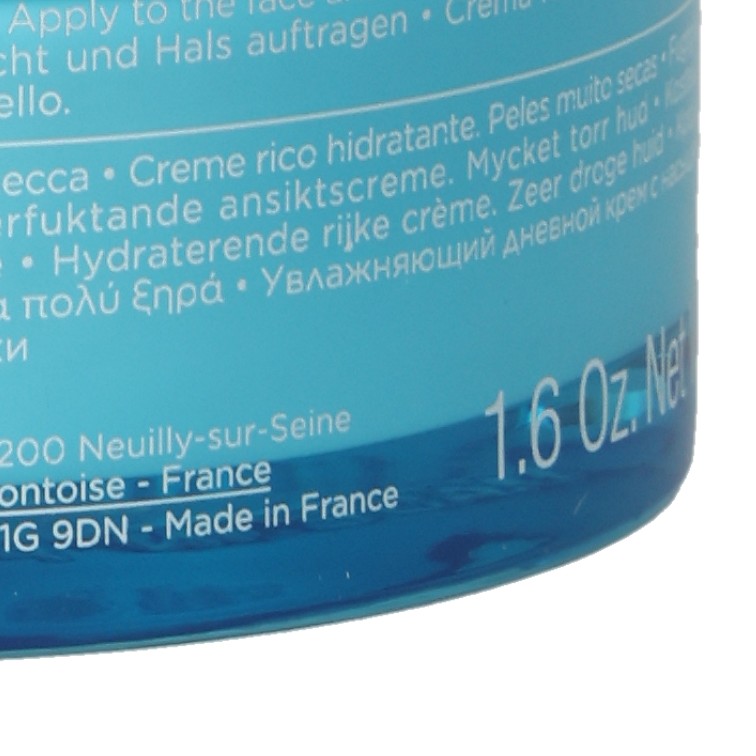 Apply to the face
cht und Hals auftragen • Crema
ello.
ecca • Creme rico hidratante. Peles muito secas •
erfuktande ansiktscreme. Mycket torr hud •
• Hydraterende rijke crème. Zeer droge huid •
α πολύ ξηρά • Увлажняющий дневной крем с
ки
200 Neuilly-sur-Seine
ontoise - France
1G 9DN - Made in France
1.6 Oz. Net